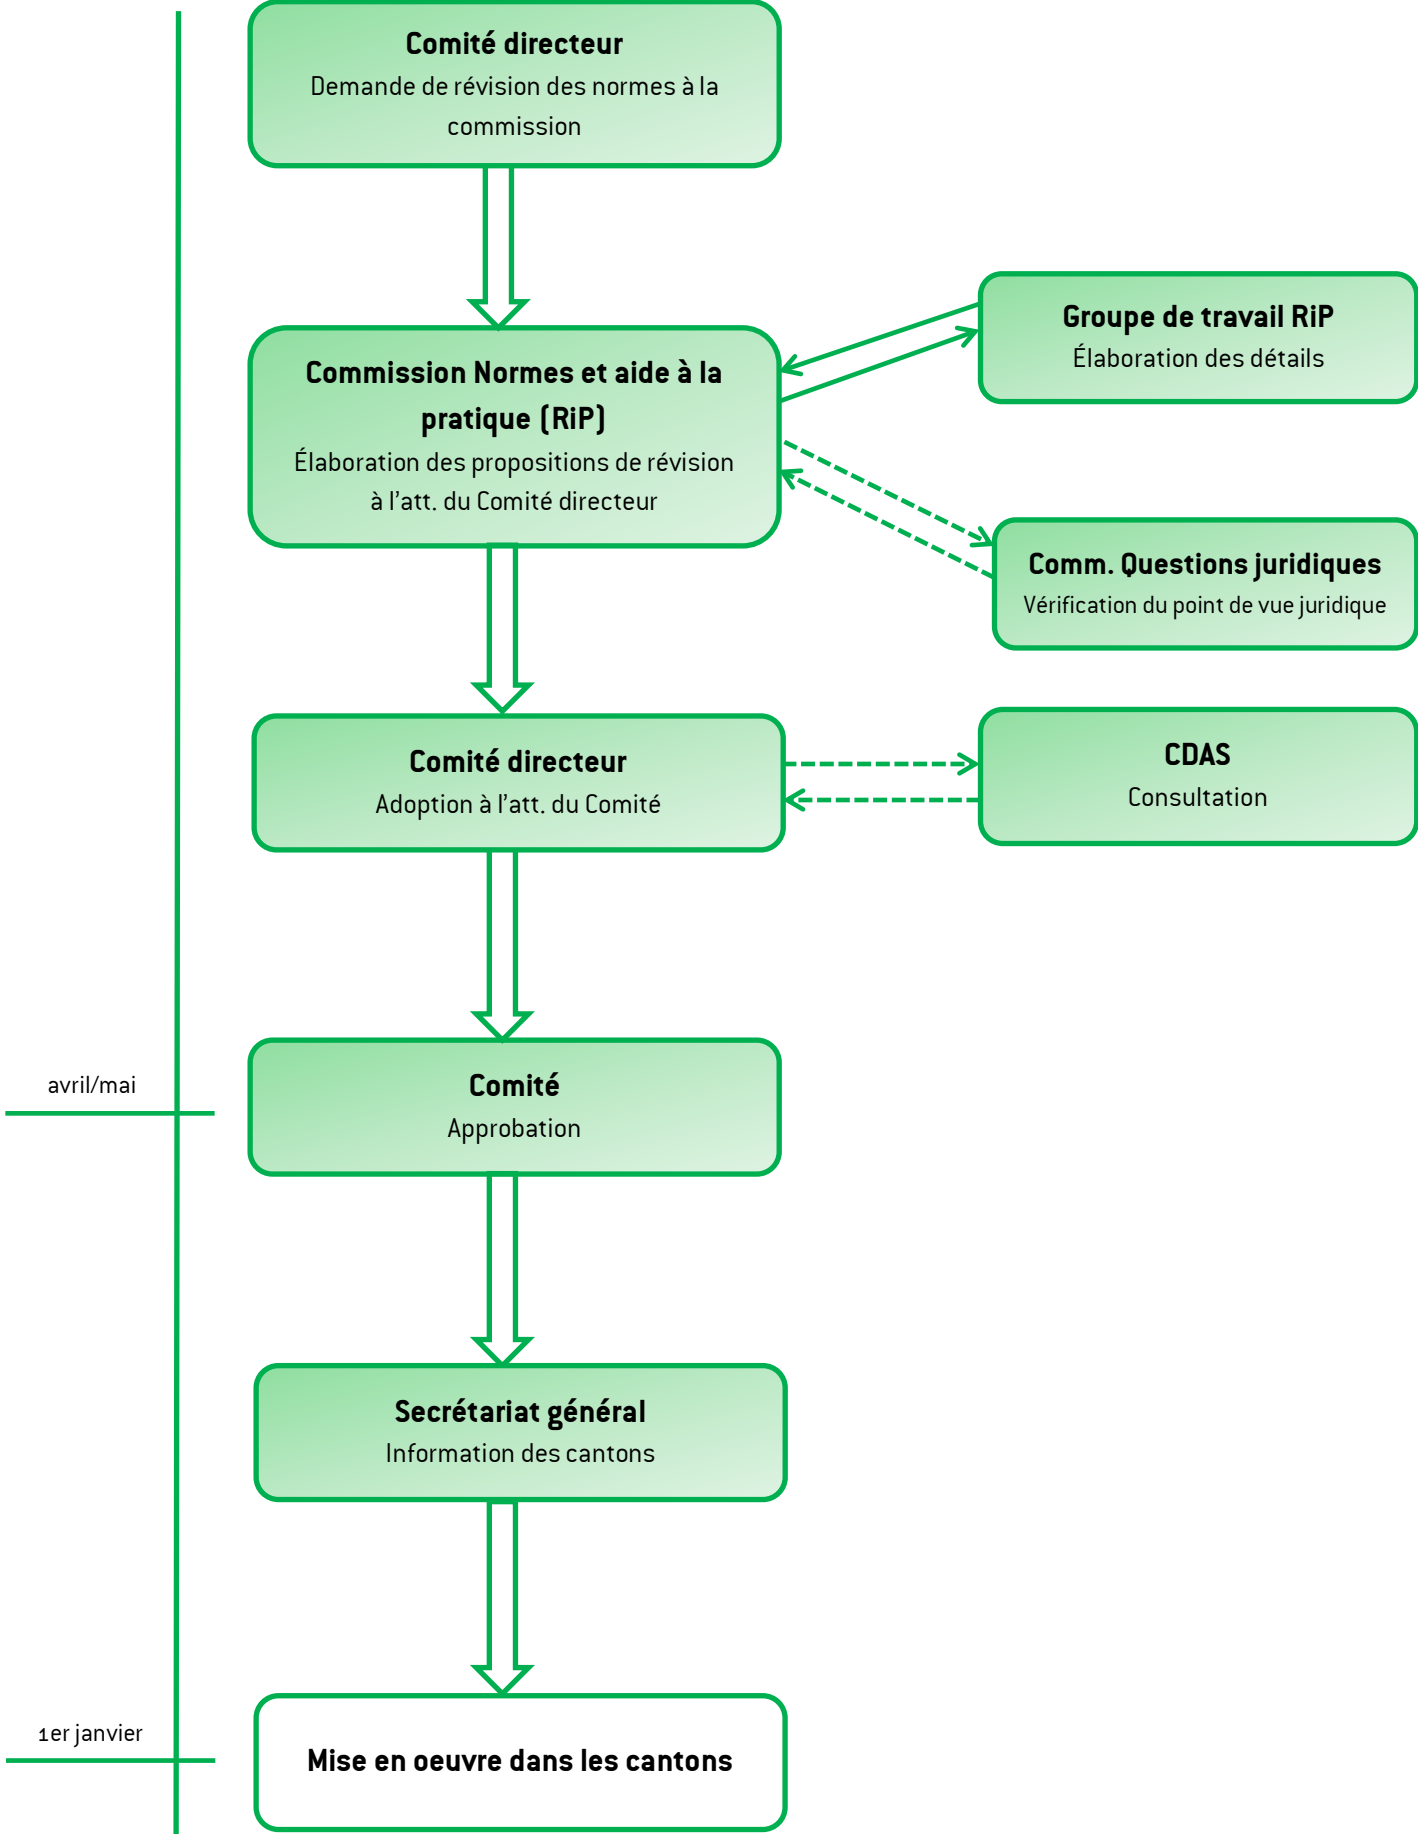 Comité directeur
Demande de révision des normes à la
commission
Groupe de travail RiP
Élaboration des détails
Commission Normes et aide à la
pratique (RiP)
Élaboration des propositions de révision
à l'att. du Comité directeur
Comm. Questions juridiques
Vérification du point de vue juridique
Comité directeur
Adoption à l'att. du Comité
CDAS
Consultation
avril/mai
Comité
Approbation
Secrétariat général
Information des cantons
1er janvier
Mise en oeuvre dans les cantons